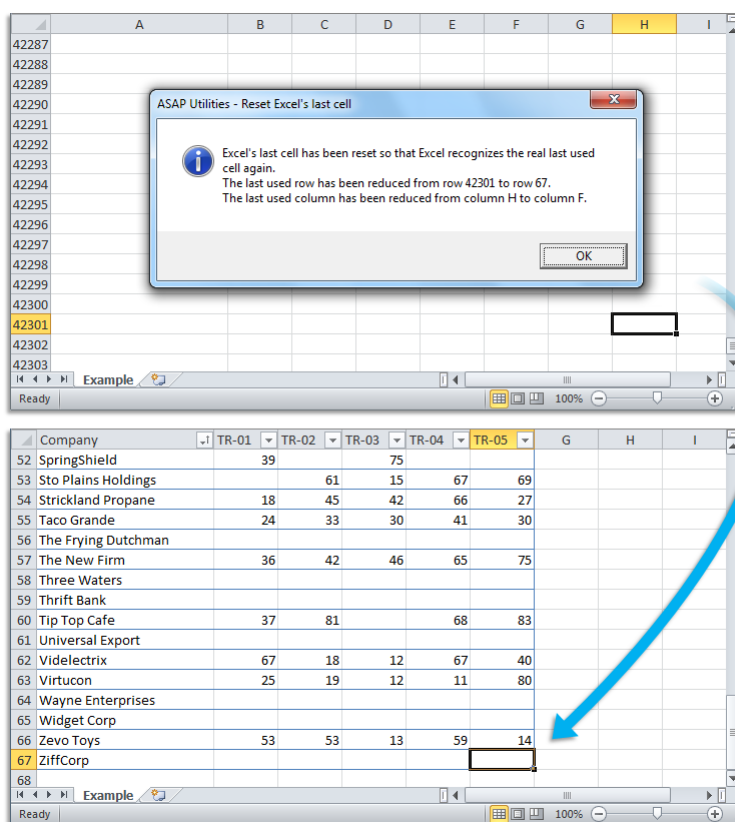 A B C D E F G H I
42287
42288
42289
42290
42291
42292
42293
42294
42295
42296
42297
42298
42299
42300
42301
42302
42303
ASAP Utilities - Reset Excel's last cell
x
Excel's last cell has been reset so that Excel recognizes the real last used
cell again.
The last used row has been reduced from row 42301 to row 67.
The last used column has been reduced from column H to column F.
OK
Example
Ready 100%
Company TR-01 TR-02 TR-03 TR-04 TR-05 G H I
52 SpringShield 39 75
53 Sto Plains Holdings 61 15 67 69
54 Strickland Propane 18 45 42 66 27
55 Taco Grande 24 33 30 41 30
56 The Frying Dutchman
57 The New Firm 36 42 46 65 75
58 Three Waters
59 Thrift Bank
60 Tip Top Cafe 37 81 68 83
61 Universal Export
62 Videlectrix 67 18 12 67 40
63 Virtucon 25 19 12 11 80
64 Wayne Enterprises
65 Widget Corp
66 Zevo Toys 53 53 13 59 14
67 ZiffCorp
68
Example
Ready 100%